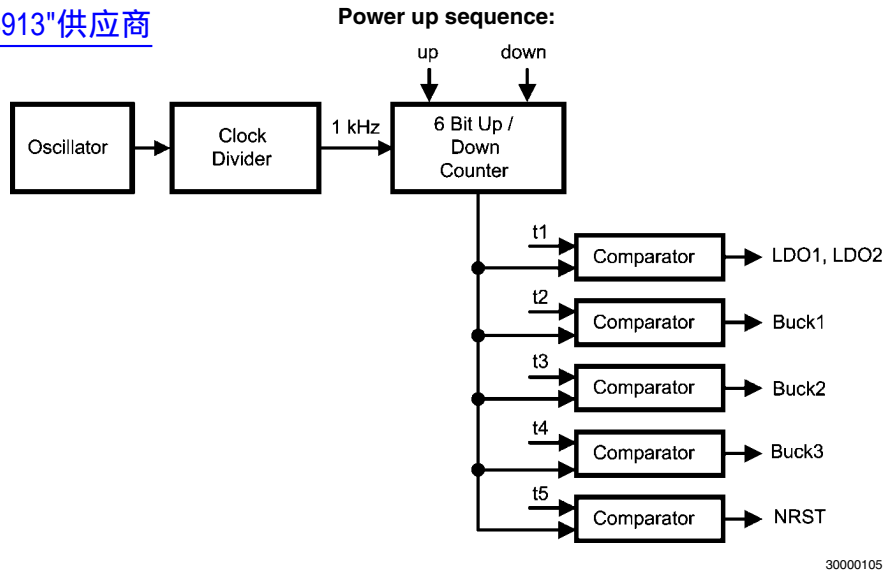 913"供应商
Power up sequence:
up
down
Oscillator
Clock
Divider
1 kHz
6 Bit Up /
Down
Counter
t1
Comparator
LDO1, LDO2
t2
Comparator
Buck1
t3
Comparator
Buck2
t4
Comparator
Buck3
t5
Comparator
NRST
30000105